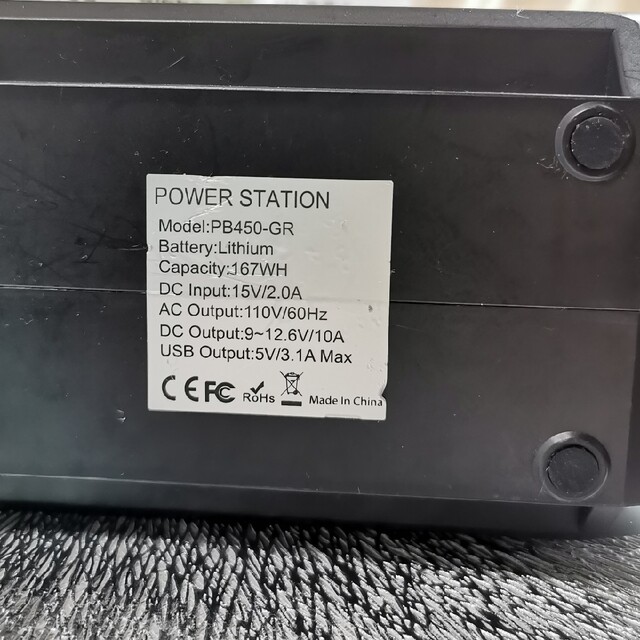 POWER STATION
Model:PB450-GR
Battery:Lithium
Capacity:167WH
DC Input:15V/2.0A
AC Output:110V/60Hz
DC Output:9~12.6V/10A
USB Output:5V/3.1A Max
CE FC RoHs Made In China